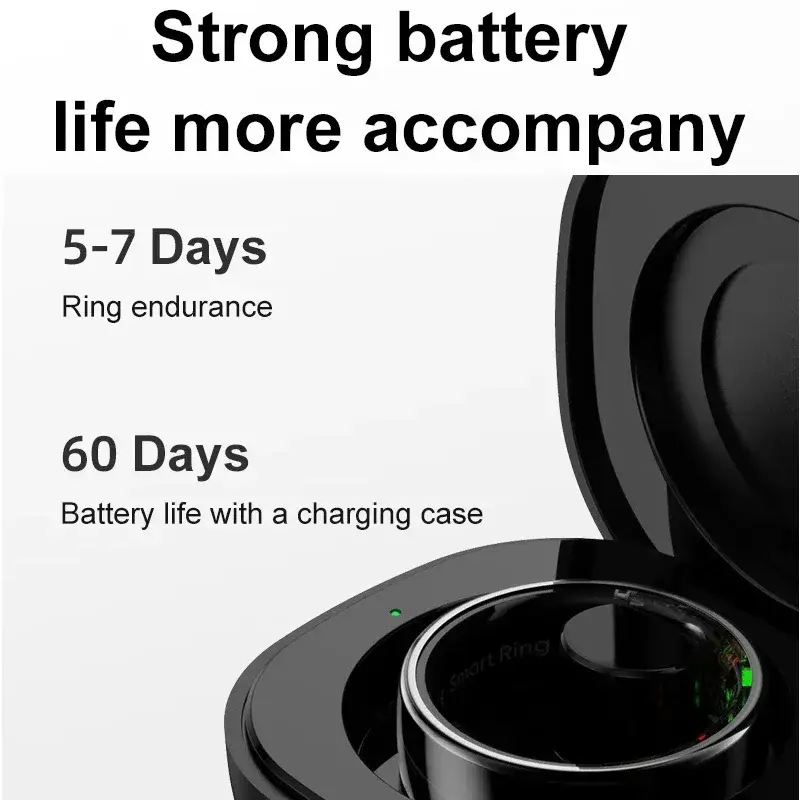 Strong battery
life more accompany
5-7 Days
Ring endurance
60 Days
Battery life with a charging case
Smart Ring